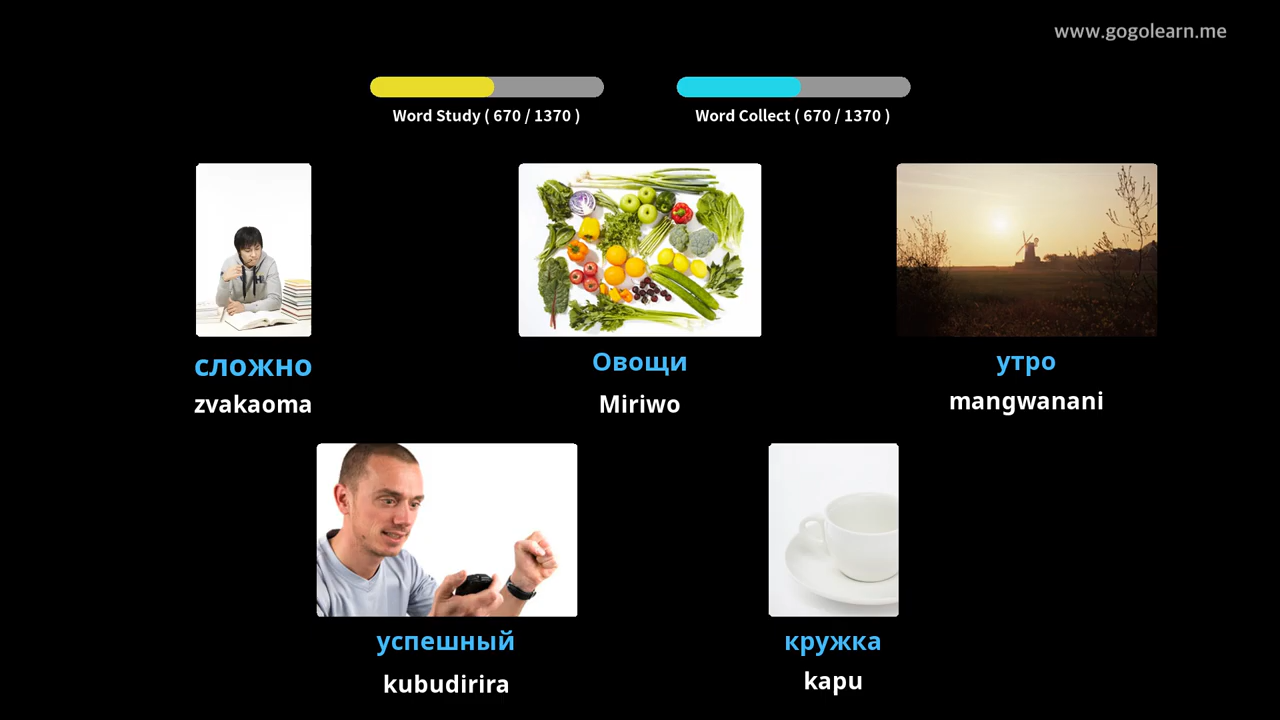 www.gogolearn.me
Word Study ( 670 / 1370 )
Word Collect ( 670 / 1370 )
сложно
zvakaoma
Овощи
Miriwo
утро
mangwanani
успешный
kubudirira
кружка
kapu